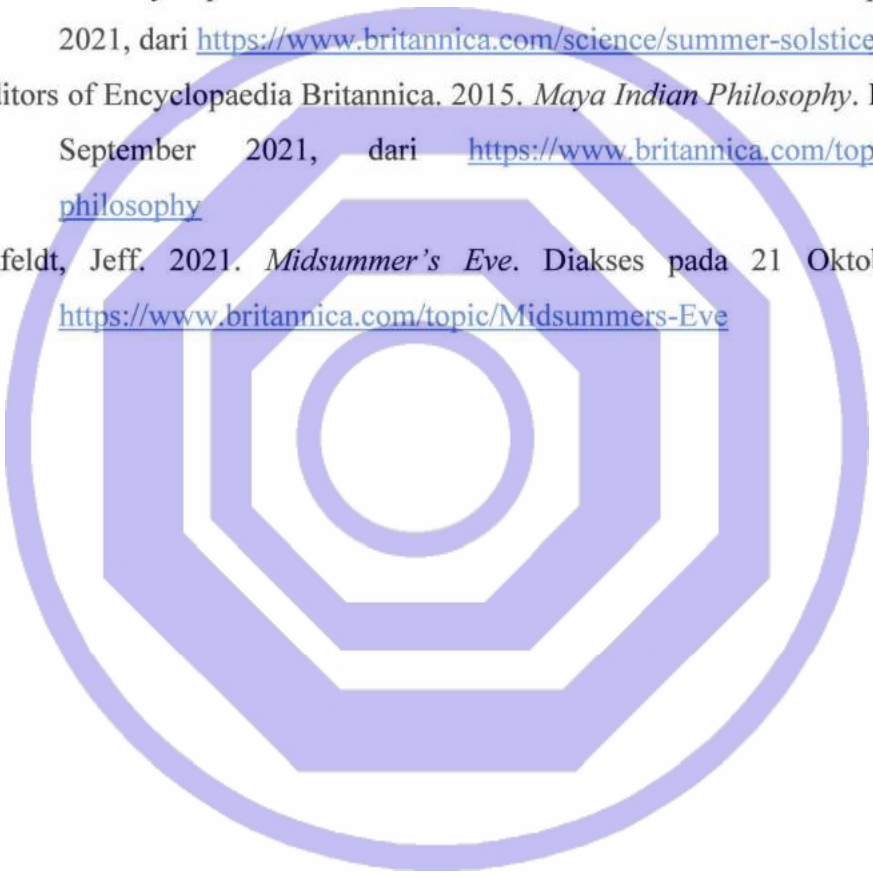 2021, dari https://www.britannica.com/science/summer-solstice
ditors of Encyclopaedia Britannica. 2015. Maya Indian Philosophy.
September 2021, dari https://www.britannica.com/top
philosophy
feldt, Jeff. 2021. Midsummer’s Eve. Diakses pada 21 Oktob
https://www.britannica.com/topic/Midsummers-Eve